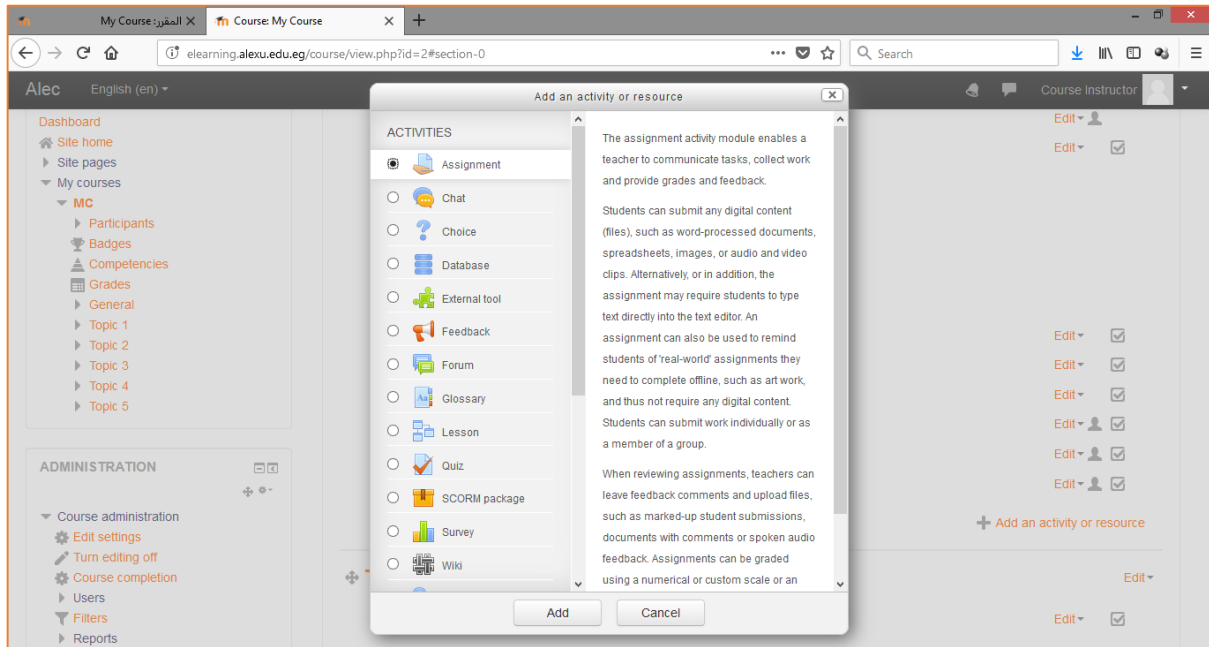 المقرر: My Course
Course: My Course
elearning.alexu.edu.eg/course/view.php?id=2#section-0
Search
Alec
English (en)
Course Instructor
Dashboard
Site home
Site pages
My courses
MC
Participants
Badges
Competencies
Grades
General
Topic 1
Topic 2
Topic 3
Topic 4
Topic 5
ADMINISTRATION
Course administration
Edit settings
Turn editing off
Course completion
Users
Filters
Reports
Add an activity or resource
ACTIVITIES
Assignment
Chat
Choice
Database
External tool
Feedback
Forum
Glossary
Lesson
Quiz
SCORM package
Survey
Wiki
The assignment activity module enables a
teacher to communicate tasks, collect work
and provide grades and feedback.
Students can submit any digital content
(files), such as word-processed documents,
spreadsheets, images, or audio and video
clips. Alternatively, or in addition, the
assignment may require students to type
text directly into the text editor. An
assignment can also be used to remind
students of 'real-world' assignments they
need to complete offline, such as art work,
and thus not require any digital content.
Students can submit work individually or as
a member of a group.
When reviewing assignments, teachers can
leave feedback comments and upload files,
such as marked-up student submissions,
documents with comments or spoken audio
feedback. Assignments can be graded
using a numerical or custom scale or an
Add
Cancel
Edit
Edit
Edit
Edit
Edit
Edit
Edit
Edit
Add an activity or resource
Edit
Edit